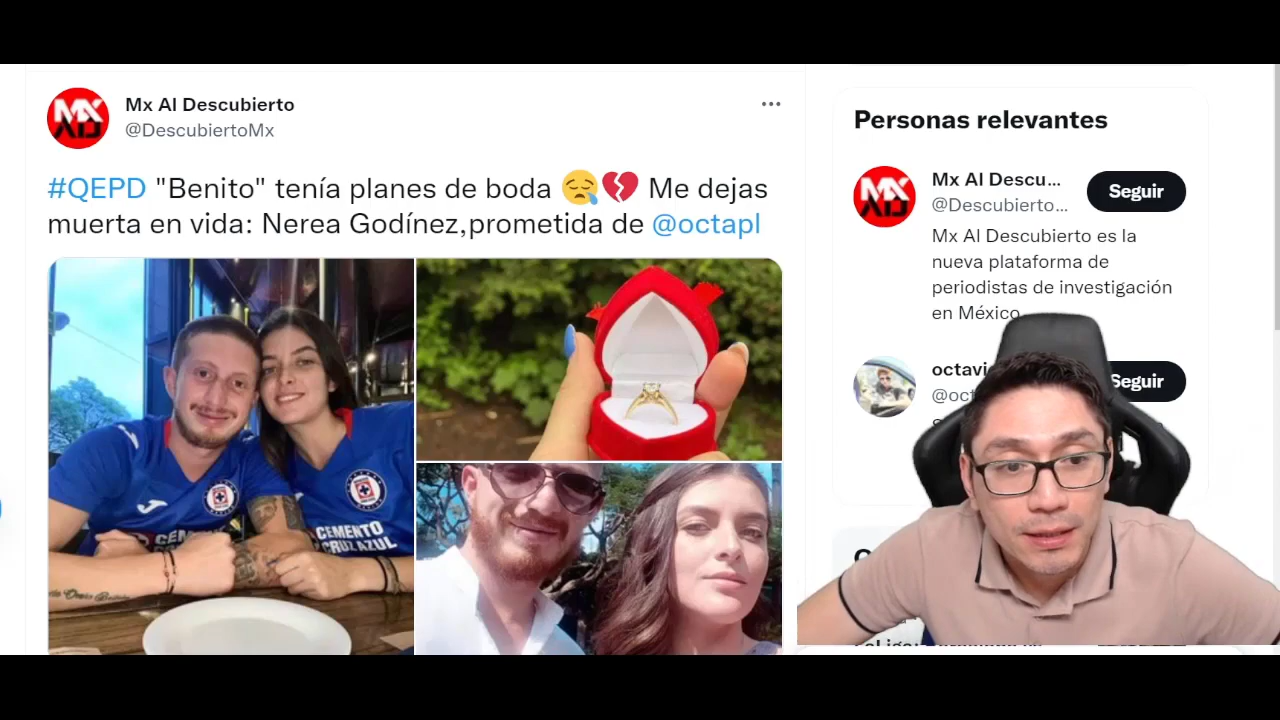 Mx Al Descubierto
@DescubiertoMx
#QEPD "Benito" tenía planes de boda 😪💔 Me dejas
muerta en vida: Nerea Godínez,prometida de @octapl
CEMENTO
CRUZ AZUL
Personas relevantes
Mx Al Descu...
@Descubierto...
Seguir
Mx Al Descubierto es la
nueva plataforma de
periodistas de investigación
en México
Seguir